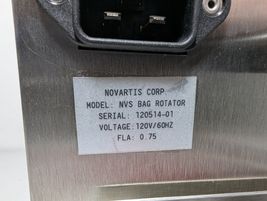 NOVARTIS CORP
MODEL: NVS BAG ROTATOR
SERIAL: 120514-01
VOLTAGE:120V/60HZ
FLA: 0.75